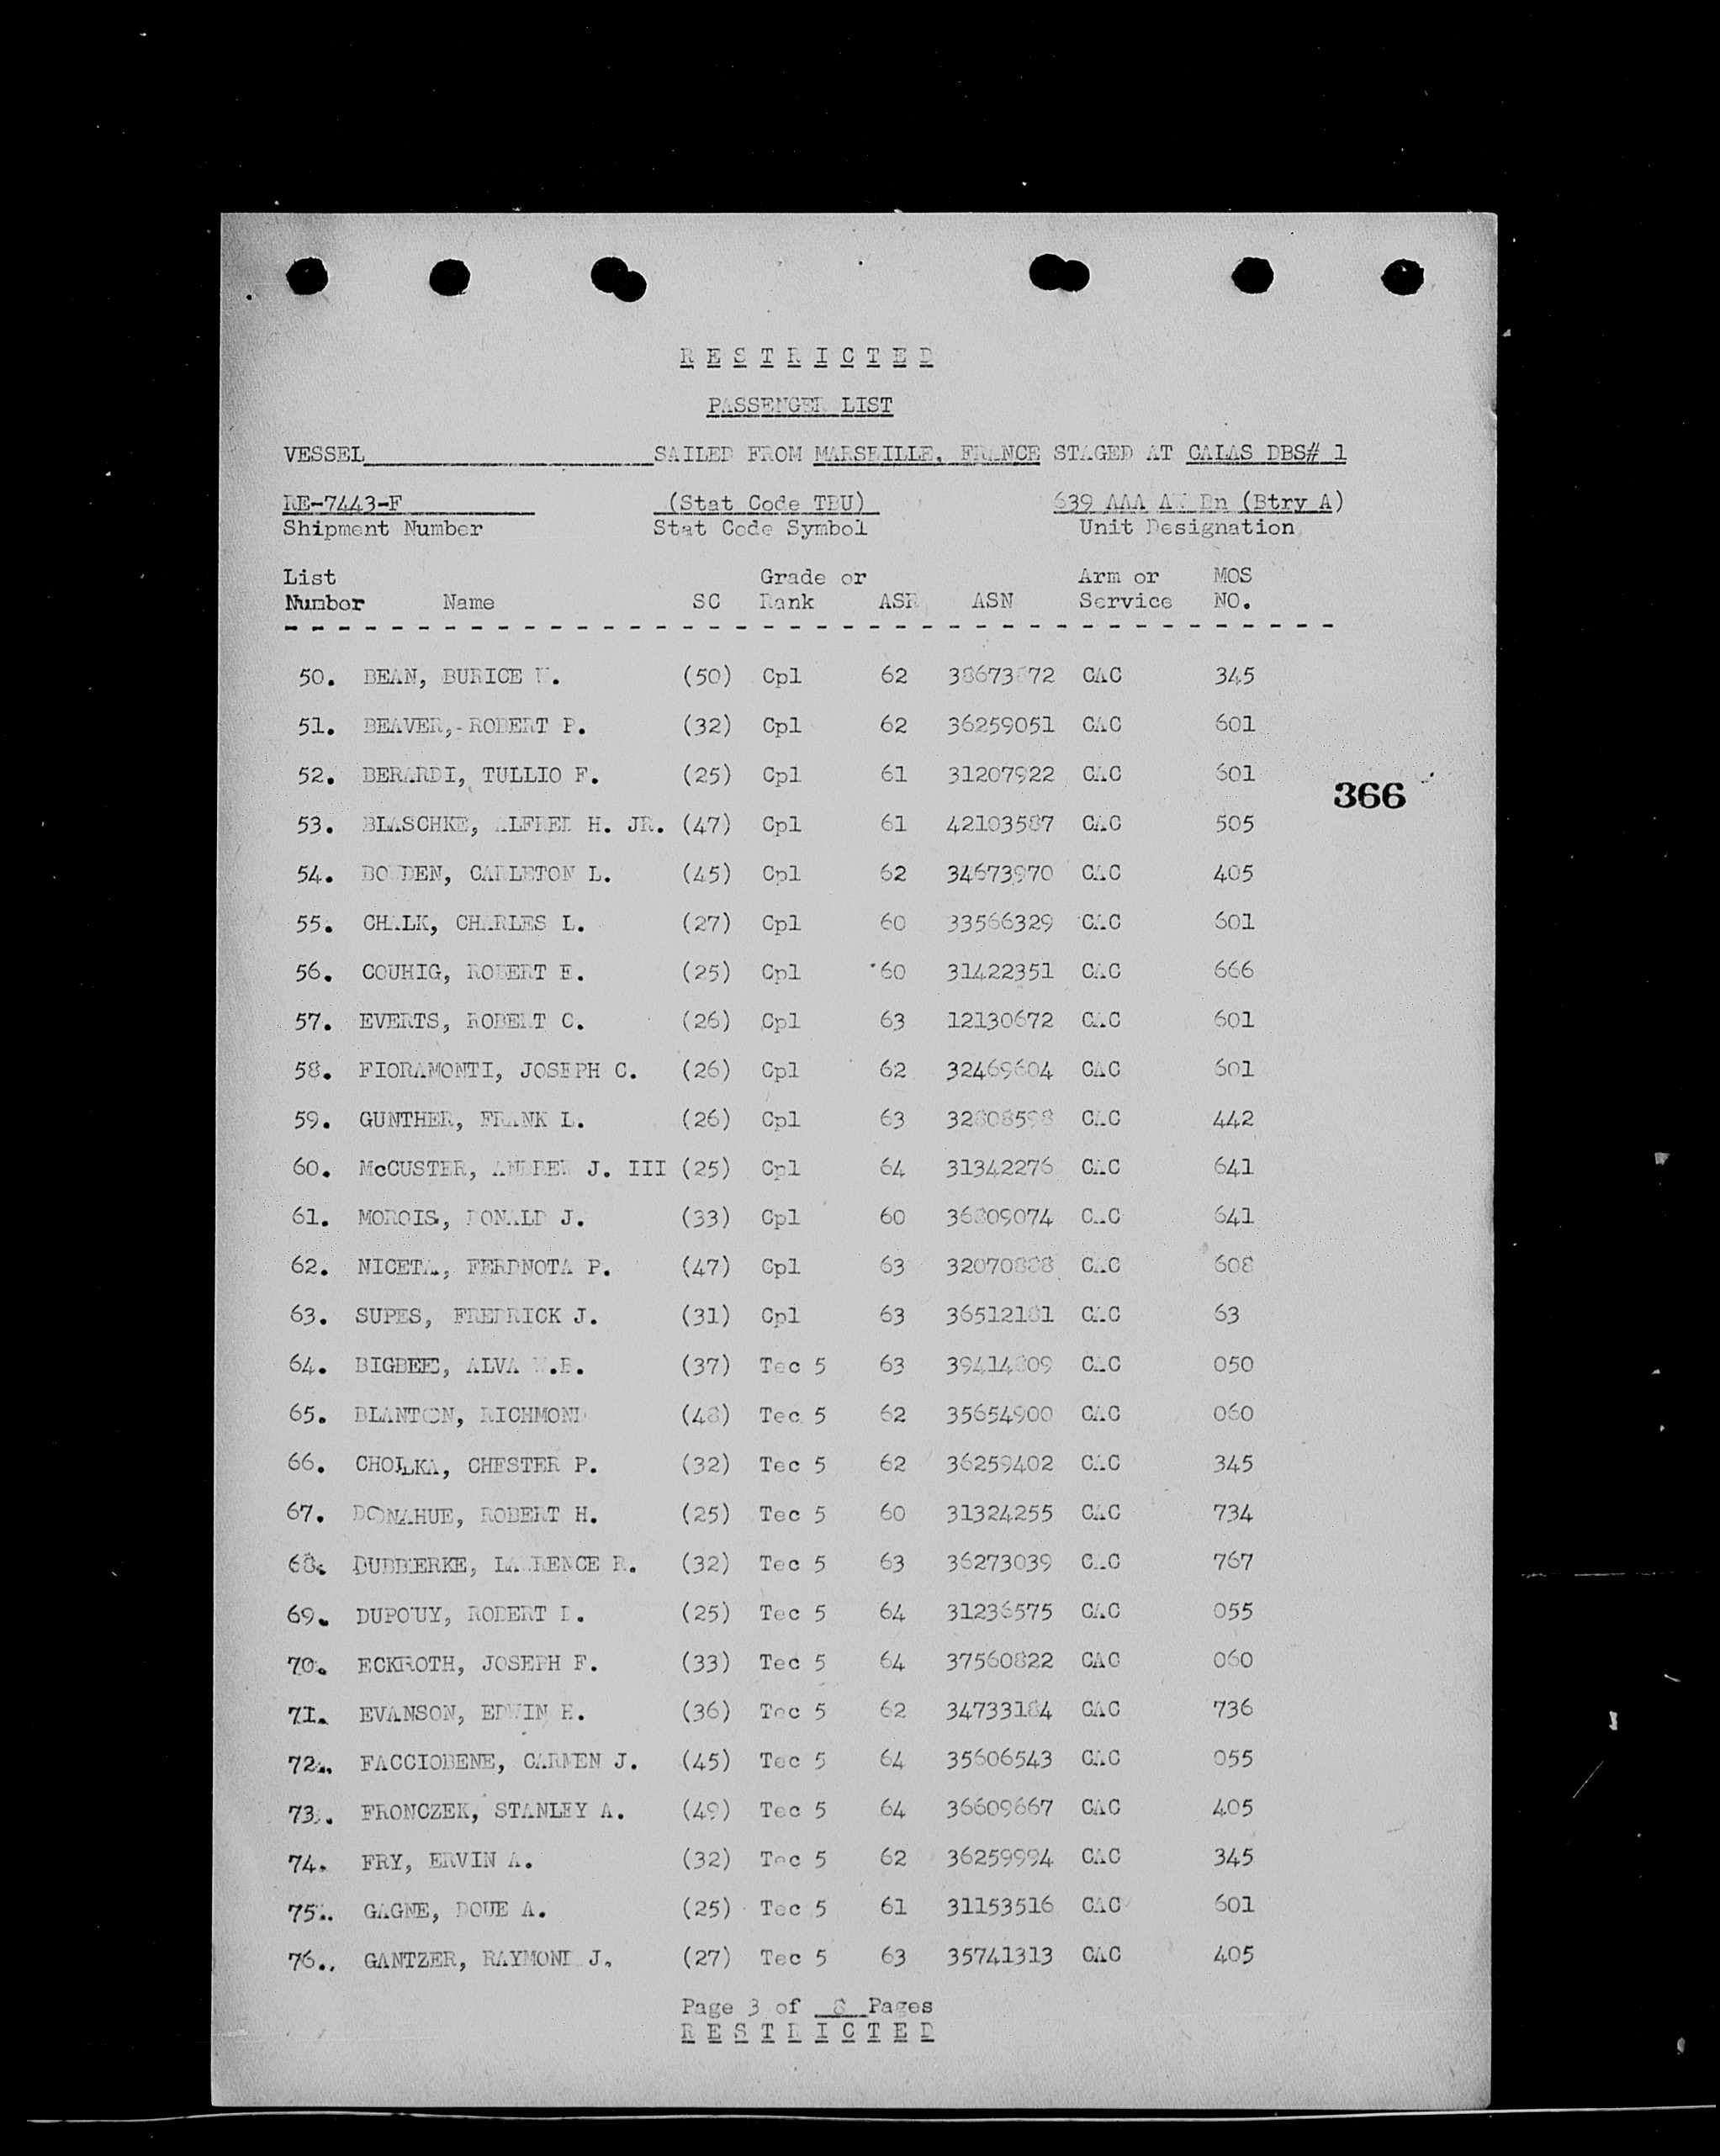 RESTRICTED
PASSENGER LIST
VESSEL SAILED FROM MARSEILLE, FRANCE STAGED AT CALAS DBS# 1
RE-7443-F (Stat Code TBU) 639 AAA AW Bn (Btry A)
Shipment Number Stat Code Symbol Unit Designation
List Grade or Arm or MOS
Number Name SC Rank ASR ASN Service NO.
50. BEAN, BURICE (50) Cpl 62 CAC 345
51. BEAVER, ROBERT P. (32) Cpl 62 36259051 CAC 601
52. BERARDI, TULLIO F. (25) Cpl 61 31207922 CAC 601
366
53. BLASCHKE, ALFRED H. JR. (47) Cpl 61 42103587 CAC 505
54. BOWDEN, CARLETON L. (45) Cpl 62 34673970 CAC 405
55. CHALK, CHARLES L. (27) Cpl 60 33566329 CAC 601
56. COUHIG, ROBERT E. (25) Cpl 60 31422351 CAC 666
57. EVERTS, ROBERT C. (26) Cpl 63 12130672 CAC 601
58. FIORAMONTI, JOSEPH C. (26) Cpl 62 32469604 CAC 601
59. GUNTHER, FRANK L. (26) Cpl 63 32808598 CAC 442
60. McCUSTER, ANDREW J. III (25) Cpl 64 31342276 CAC 641
61. MOROIS, DONALD J. (33) Cpl 60 36809074 CAC 641
62. NICETA, FERDNOTA P. (47) Cpl 63 32070888 CAC 608
63. SUPES, FREDRICK J. (31) Cpl 63 36512181 CAC 63
64. BIGBEE, ALVA (37) Tec 5 63 39414809 CAC 050
65. BLANTON, RICHMOND (48) Tec 5 62 35654900 CAC 060
66. CHOLKA, CHESTER P. (32) Tec 5 62 36259402 CAC 345
67. DONAHUE, ROBERT H. (25) Tec 5 60 31324255 CAC 734
68. DUBBERKE, LAWRENCE R. (32) Tec 5 63 36273039 CAC 767
69. DUPOUY, ROBERT (25) Tec 5 64 31236575 CAC 055
70. ECKROTH, JOSEPH F. (33) Tec 5 64 37560822 CAC 060
71. EVANSON, EDWIN H. (36) Tec 5 62 34733184 CAC 736
72. FACCIOBENE, CARMEN J. (45) Tec 5 64 35606543 CAC 055
73. FRONCZEK, STANLEY A. (49) Tec 5 64 36609667 CAC 405
74. FRY, ERVIN A. (32) Tec 5 62 36259994 CAC 345
75. GAGNE, DOUE A. (25) Tec 5 61 31153516 CAC 601
76. GANTZER, RAYMOND J. (27) Tec 5 63 35741313 CAC 405
Page 3 of 8 Pages
RESTRICTED